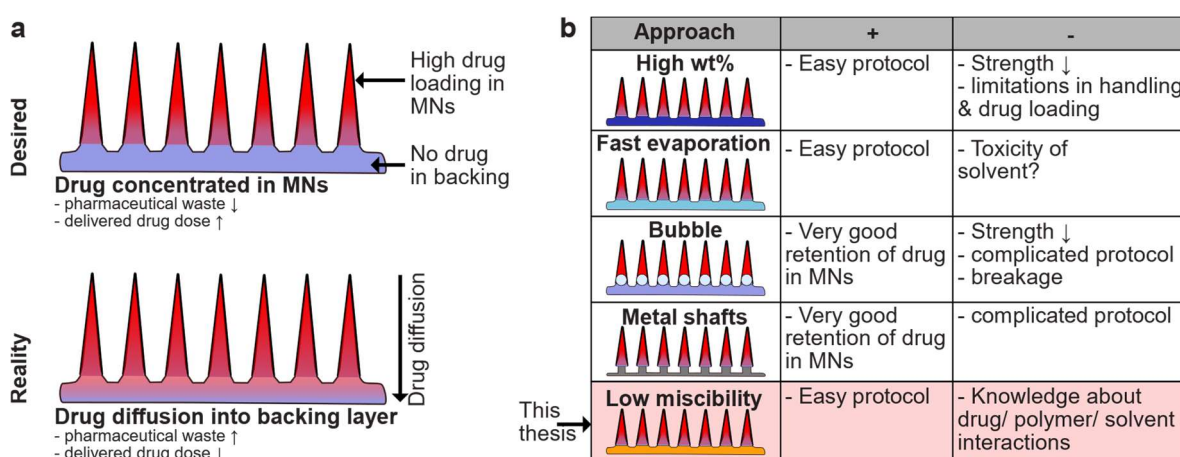 a
Desired
High drug
loading in
MNs
No drug
in backing
Drug concentrated in MNs
- pharmaceutical waste ↓
- delivered drug dose ↑
Reality
Drug diffusion
Drug diffusion into backing layer
- pharmaceutical waste ↑
- delivered drug dose ↓
b
Approach + -
High wt%
- Easy protocol
- Strength ↓
- limitations in handling
& drug loading
Fast evaporation
- Easy protocol
- Toxicity of
solvent?
Bubble
- Very good
retention of drug
in MNs
- Strength ↓
- complicated protocol
- breakage
Metal shafts
- Very good
retention of drug
in MNs
- complicated protocol
This
thesis
Low miscibility
- Easy protocol
- Knowledge about
drug/ polymer/ solvent
interactions